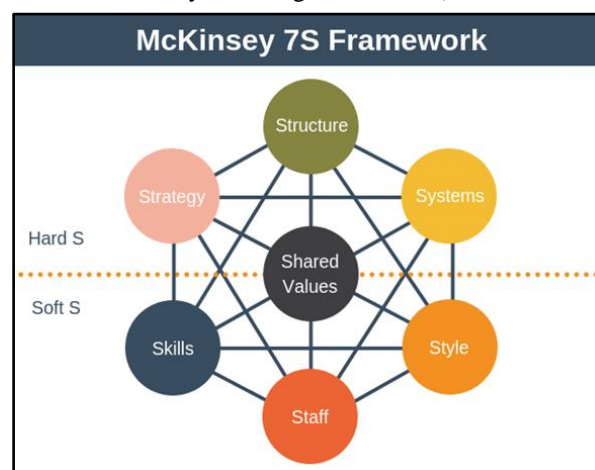 McKinsey 7S Framework
Structure
Strategy
Systems
Hard S
Shared
Values
Soft S
Skills
Style
Staff